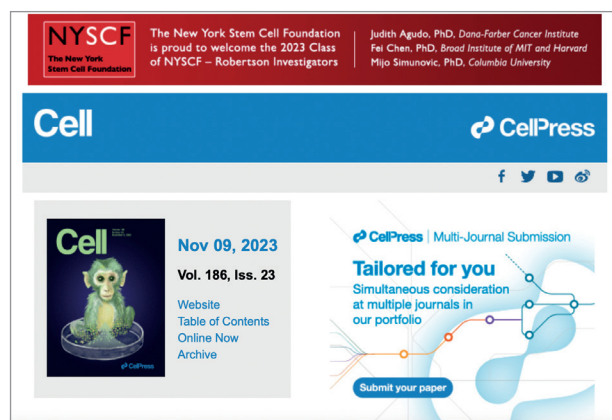 NYSCF
The New York
Stem Cell Foundation
The New York Stem Cell Foundation
is proud to welcome the 2023 Class
of NYSCF – Robertson Investigators
Judith Agudo, PhD, Dana-Farber Cancer Institute
Fei Chen, PhD, Broad Institute of MIT and Harvard
Mijo Simunovic, PhD, Columbia University
Cell
CellPress
Cell
CellPress
Nov 09, 2023
Vol. 186, Iss. 23
Website
Table of Contents
Online Now
Archive
CellPress | Multi-Journal Submission
Tailored for you
Simultaneous consideration
at multiple journals in
our portfolio
Submit your paper